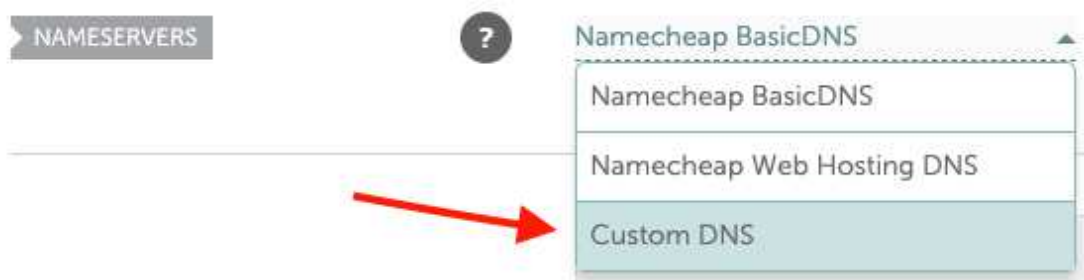 NAMESERVERS
?
Namecheap BasicDNS
Namecheap BasicDNS
Namecheap Web Hosting DNS
Custom DNS